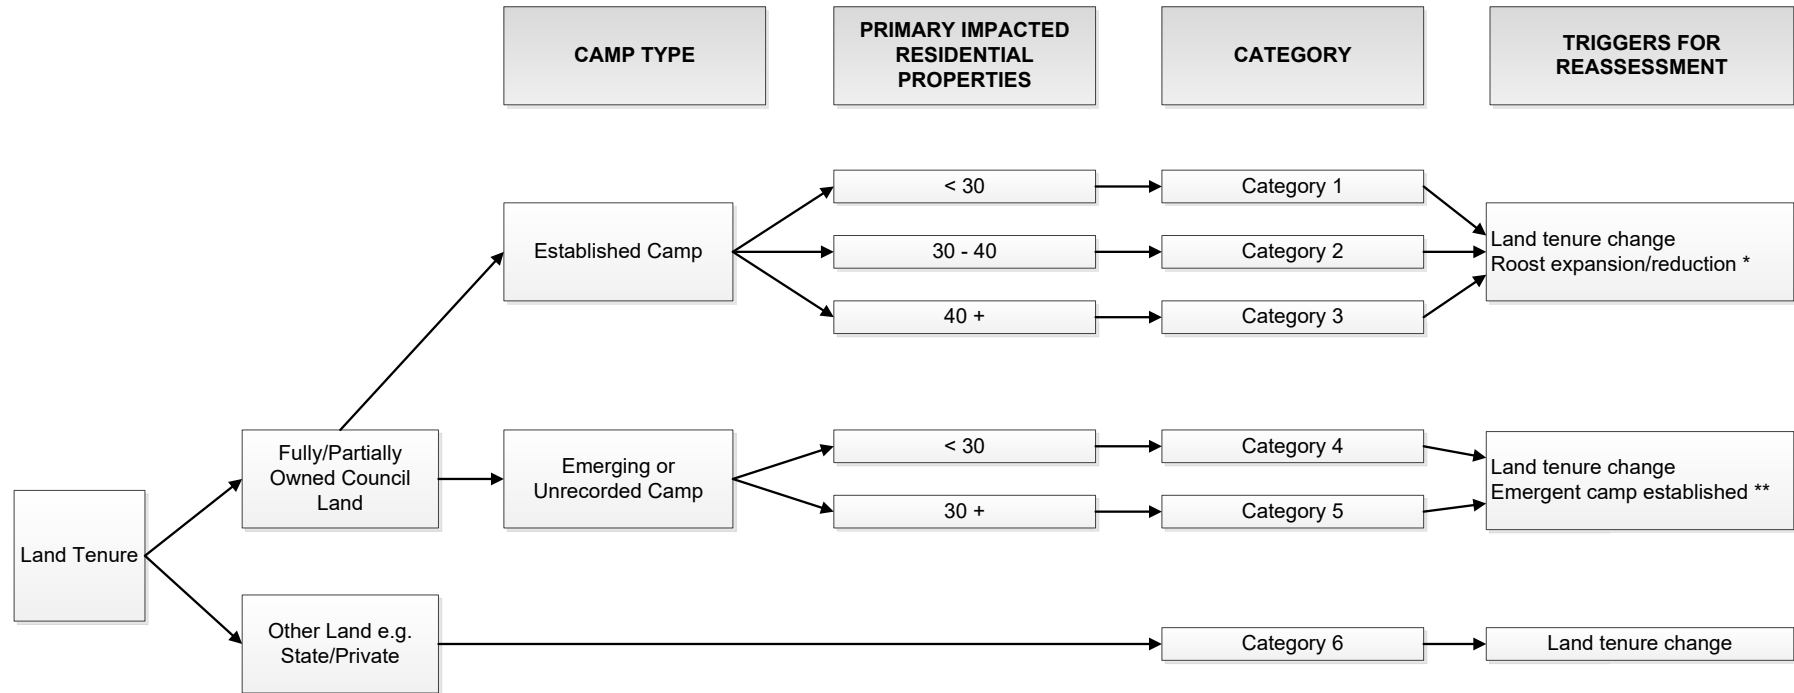 CAMP TYPE
PRIMARY IMPACTED
RESIDENTIAL
PROPERTIES
CATEGORY
TRIGGERS FOR
REASSESSMENT
< 30
Category 1
Established Camp
30 - 40
Category 2
Land tenure change
Roost expansion/reduction *
40 +
Category 3
Fully/Partially
Owned Council
Land
Emerging or
Unrecorded Camp
< 30
Category 4
Land tenure change
Emergent camp established **
30 +
Category 5
Land Tenure
Other Land e.g.
State/Private
Category 6
Land tenure change